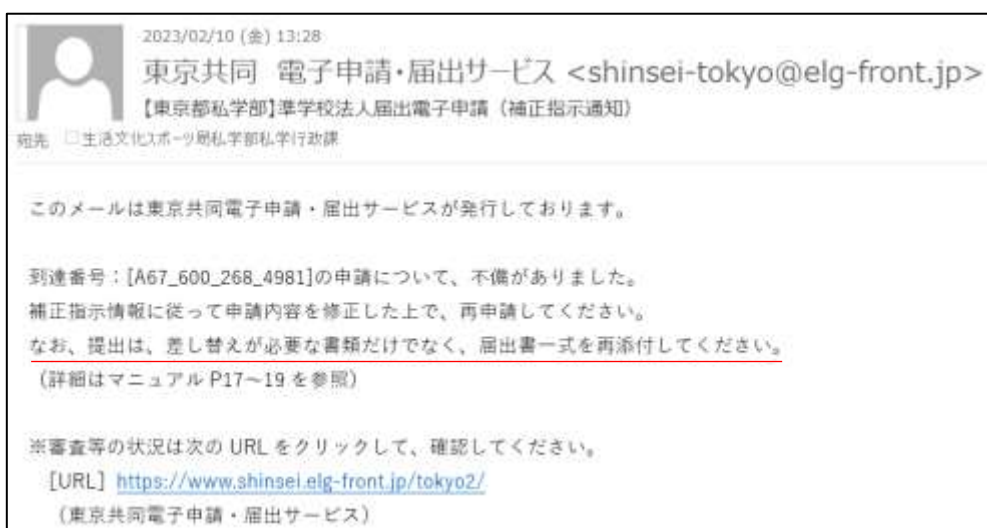 2023/02/10 (金) 13:28
東京共同 電子申請・届出サービス <shinsei-tokyo@elg-front.jp>
【東京都私学部】準学校法人届出電子申請（補正指示通知）
宛先 □生活文化スポーツ局私学部私学行政課
このメールは東京共同電子申請・届出サービスが発行しております。
到達番号：[A67_600_268_4981]の申請について、不備がありました。
補正指示情報に従って申請内容を修正した上で、再申請してください。
なお、提出は、差し替えが必要な書類だけでなく、届出書一式を再添付してください。
（詳細はマニュアル P17～19 を参照）
※審査等の状況は次の URL をクリックして、確認してください。
[URL] https://www.shinsei.elg-front.jp/tokyo2/
（東京共同電子申請・届出サービス）